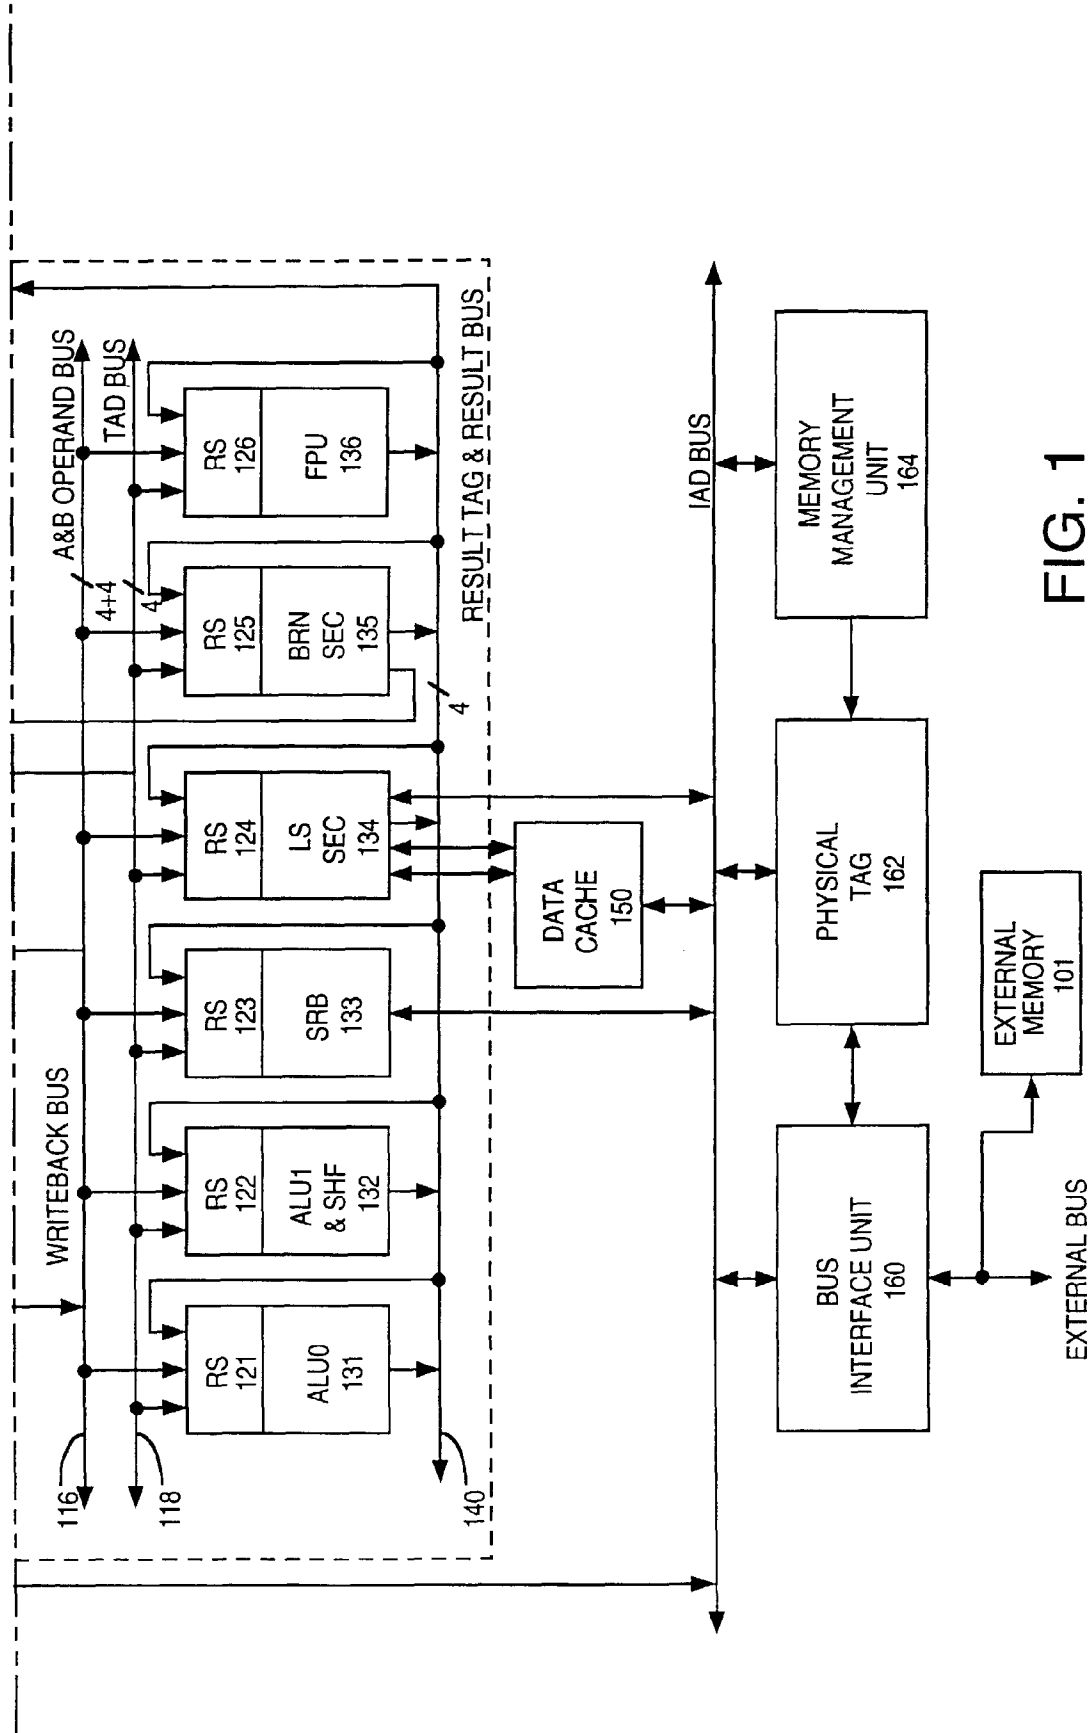 WRITEBACK BUS
A&B OPERAND BUS
4+4
TAD BUS
4
116
118
RS
121
ALU0
131
RS
122
ALU1
& SHF
132
RS
123
SRB
133
RS
124
LS
SEC
134
RS
125
BRN
SEC
135
RS
126
FPU
136
140
4
RESULT TAG & RESULT BUS
DATA
CACHE
150
IAD BUS
BUS
INTERFACE UNIT
160
PHYSICAL
TAG
162
MEMORY
MANAGEMENT
UNIT
164
EXTERNAL
MEMORY
101
EXTERNAL BUS
FIG. 1